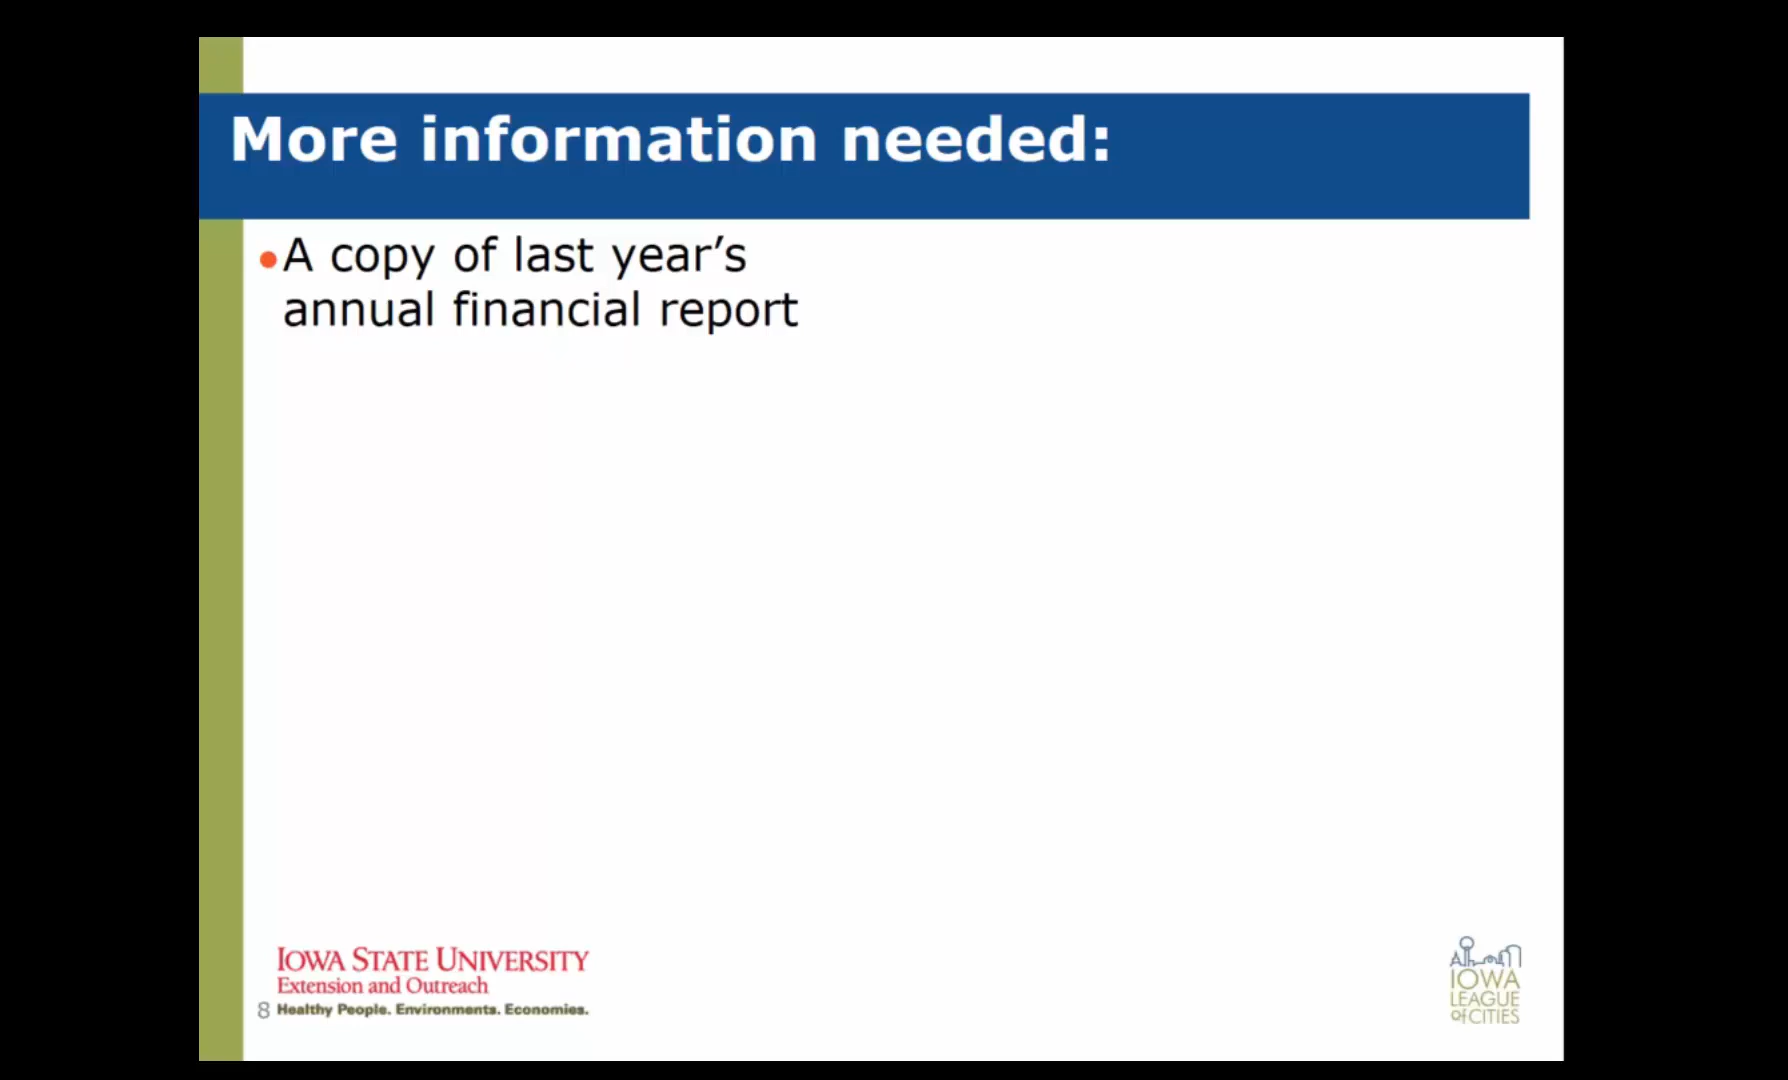 More information needed:
•A copy of last year’s
annual financial report
IOWA STATE UNIVERSITY
Extension and Outreach
8 Healthy People. Environments. Economies.
IOWA
LEAGUE
of CITIES